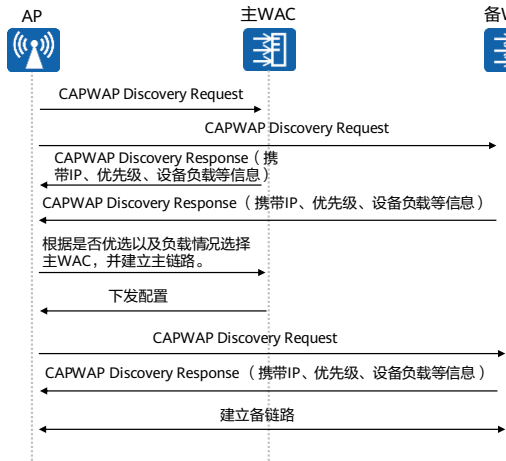 AP
主WAC
备W
CAPWAP Discovery Request
CAPWAP Discovery Request
CAPWAP Discovery Response（携
带IP、优先级、设备负载等信息）
CAPWAP Discovery Response （携带IP、优先级、设备负载等信息）
根据是否优选以及负载情况选择
主WAC，并建立主链路。
下发配置
CAPWAP Discovery Request
CAPWAP Discovery Response （携带IP、优先级、设备负载等信息）
建立备链路